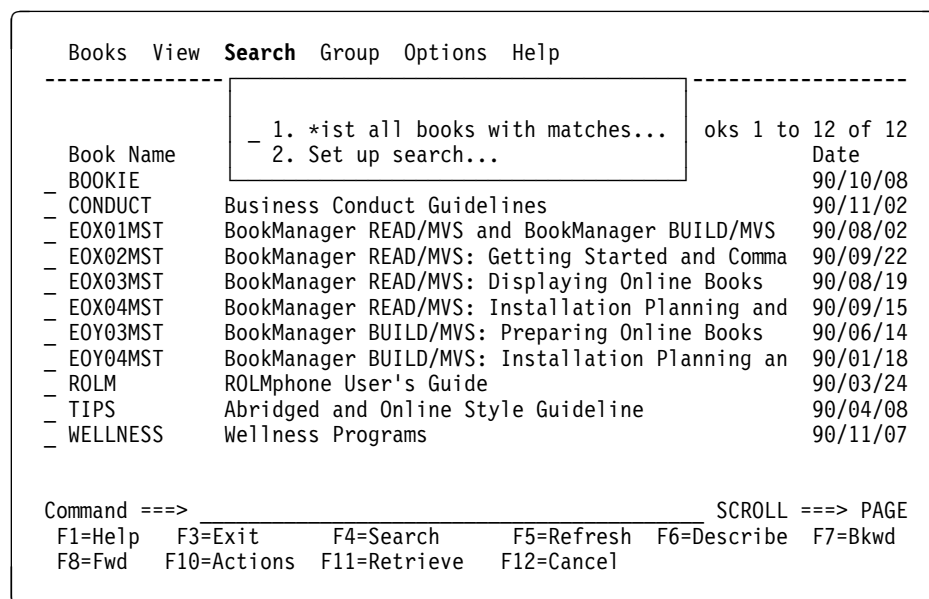 Books  View  Search  Group  Options  Help
_ 1. *ist all books with matches...  oks 1 to 12 of 12
Book Name  2. Set up search...  Date
_ BOOKIE  90/10/08
_ CONDUCT  Business Conduct Guidelines  90/11/02
_ EOX01MST  BookManager READ/MVS and BookManager BUILD/MVS  90/08/02
_ EOX02MST  BookManager READ/MVS: Getting Started and Comma  90/09/22
_ EOX03MST  BookManager READ/MVS: Displaying Online Books  90/08/19
_ EOX04MST  BookManager READ/MVS: Installation Planning and  90/09/15
_ EOY03MST  BookManager BUILD/MVS: Preparing Online Books  90/06/14
_ EOY04MST  BookManager BUILD/MVS: Installation Planning an  90/01/18
_ ROLM  ROLMphone User's Guide  90/03/24
_ TIPS  Abridged and Online Style Guideline  90/04/08
_ WELLNESS  Wellness Programs  90/11/07
Command ===> ___________________________________________ SCROLL ===> PAGE
F1=Help  F3=Exit  F4=Search  F5=Refresh  F6=Describe  F7=Bkwd
F8=Fwd  F10=Actions  F11=Retrieve  F12=Cancel